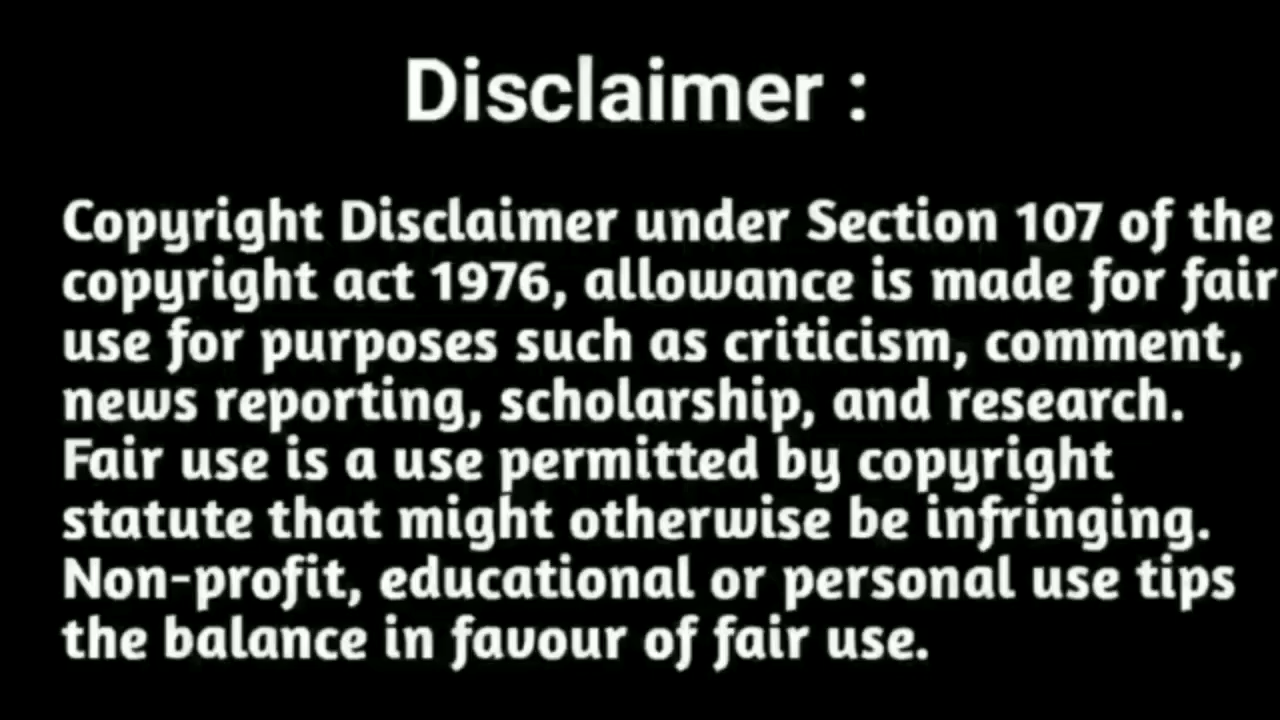 Disclaimer :
Copyright Disclaimer under Section 107 of the
copyright act 1976, allowance is made for fair
use for purposes such as criticism, comment,
news reporting, scholarship, and research.
Fair use is a use permitted by copyright
statute that might otherwise be infringing.
Non-profit, educational or personal use tips
the balance in favour of fair use.